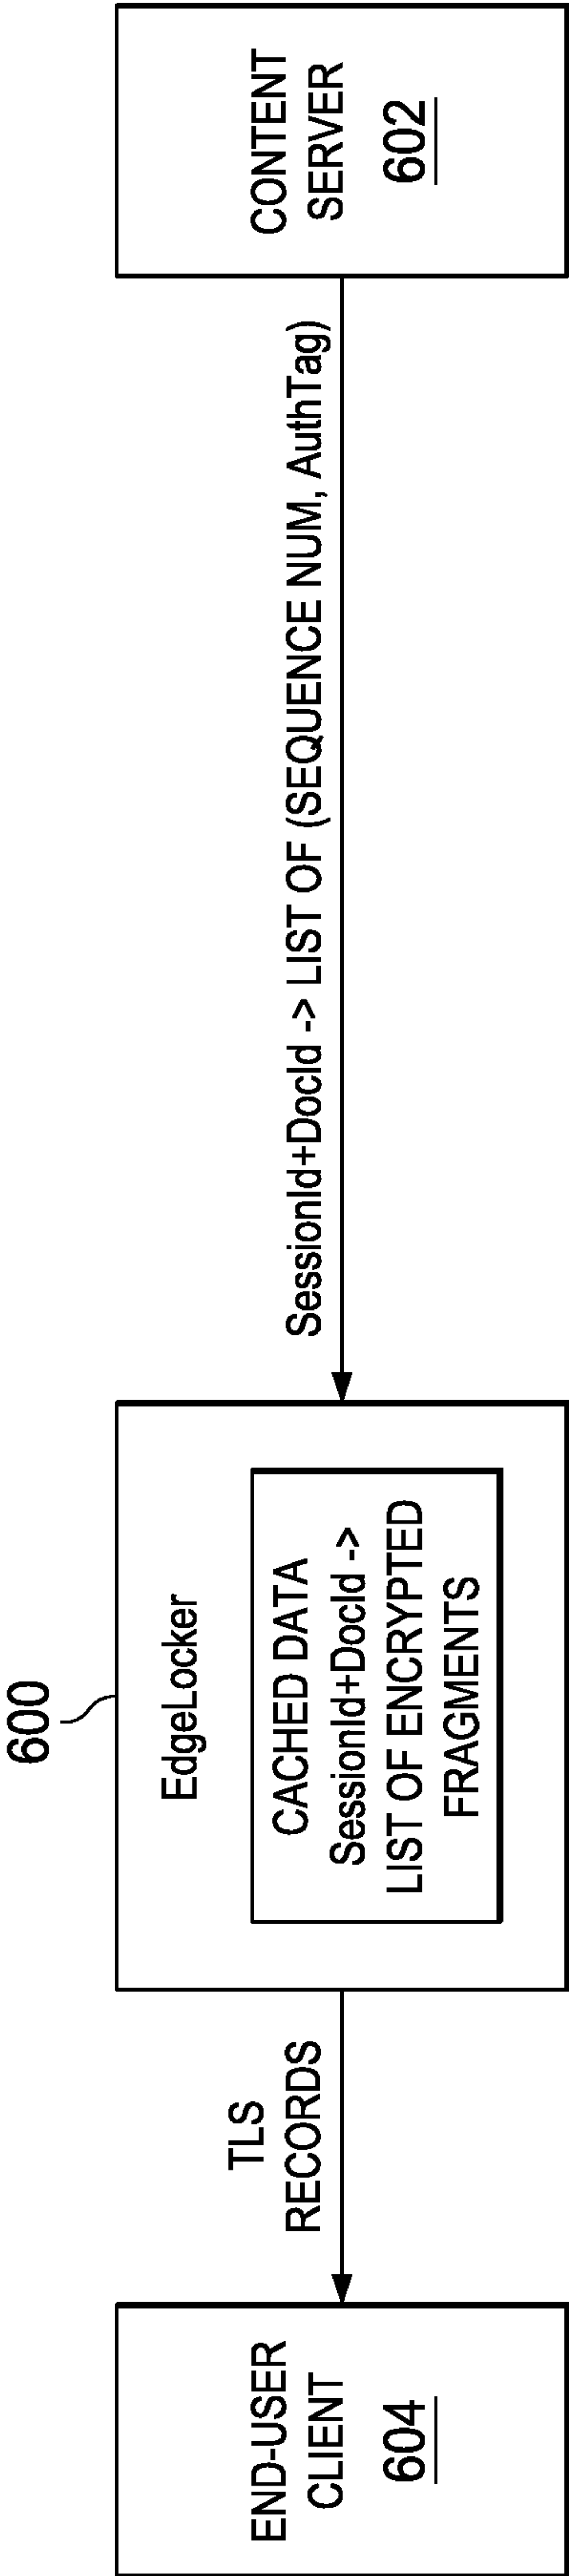 600
END-USER
CLIENT
604
TLS
RECORDS
EdgeLocker
CACHED DATA
SessionId+DocId ->
LIST OF ENCRYPTED
FRAGMENTS
SessionId+DocId -> LIST OF (SEQUENCE NUM, AuthTag)
CONTENT
SERVER
602